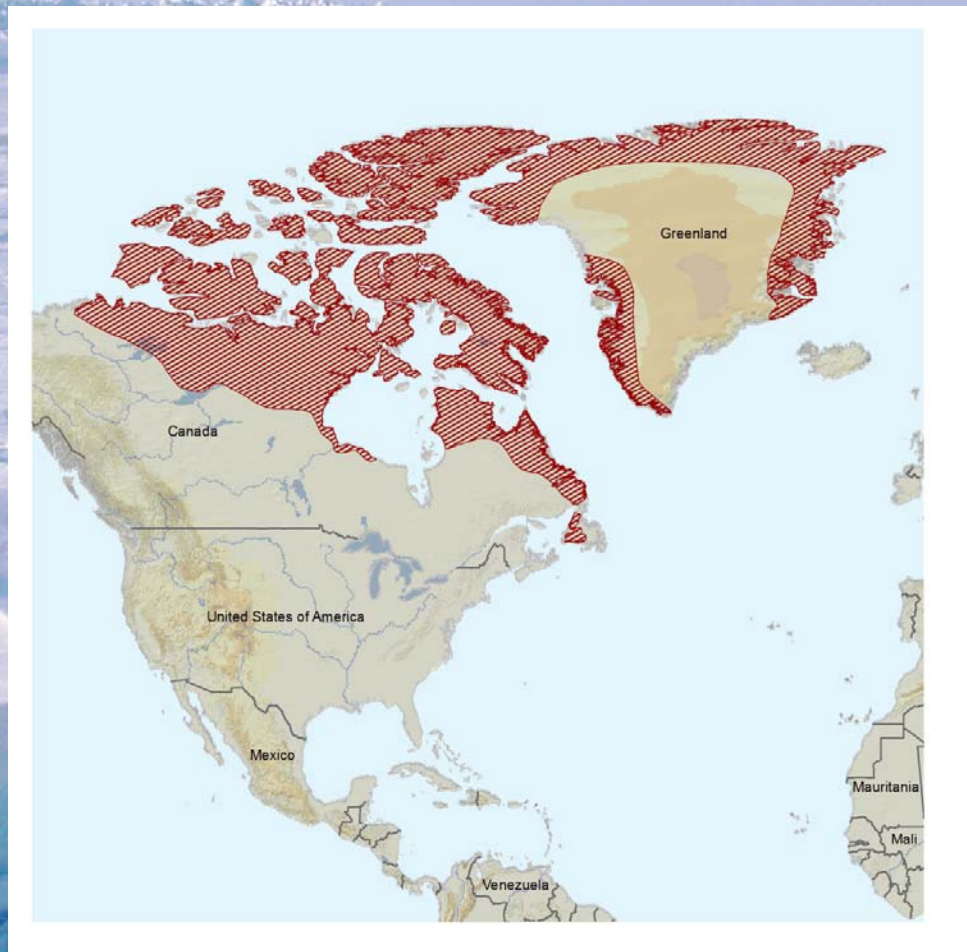 Greenland
Canada
United States of America
Mexico
Mauritania
Mali
Venezuela